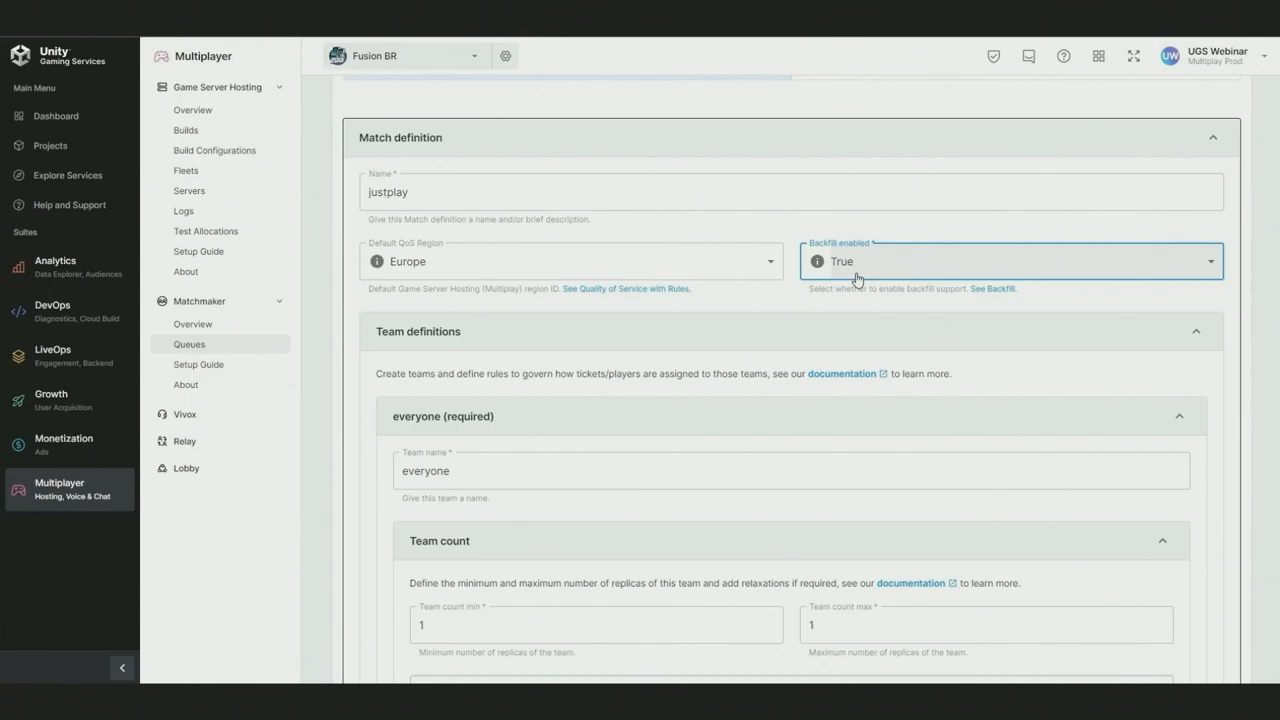 Unity
Gaming Services
Main Menu
Dashboard
Projects
Explore Services
Help and Support
Suites
Analytics
Data Explorer, Audiences
DevOps
Diagnostics, Cloud Build
LiveOps
Engagement, Backend
Growth
User Acquisition
Monetization
Ads
Multiplayer
Hosting, Voice & Chat
Multiplayer
Game Server Hosting
Overview
Builds
Build Configurations
Fleets
Servers
Logs
Test Allocations
Setup Guide
About
Matchmaker
Overview
Queues
Setup Guide
About
Vivox
Relay
Lobby
Fusion BR
UW
UGS Webinar
Multiplay Prod
Match definition
Name *
justplay
Give this Match definition a name and/or brief description.
Default QoS Region
Europe
Default Game Server Hosting (Multiplay) region ID. See Quality of Service with Rules.
Backfill enabled *
True
Select whether to enable backfill support. See Backfill.
Team definitions
Create teams and define rules to govern how tickets/players are assigned to those teams, see our documentation to learn more.
everyone (required)
Team name *
everyone
Give this team a name.
Team count
Define the minimum and maximum number of replicas of this team and add relaxations if required, see our documentation to learn more.
Team count min *
1
Minimum number of replicas of the team.
Team count max *
1
Maximum number of replicas of the team.